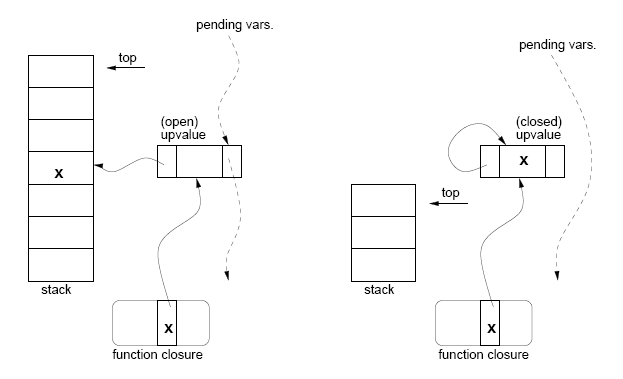 pending vars.
top
(open)
upvalue
x
stack
x
function closure
pending vars.
(closed)
upvalue
x
top
stack
x
function closure